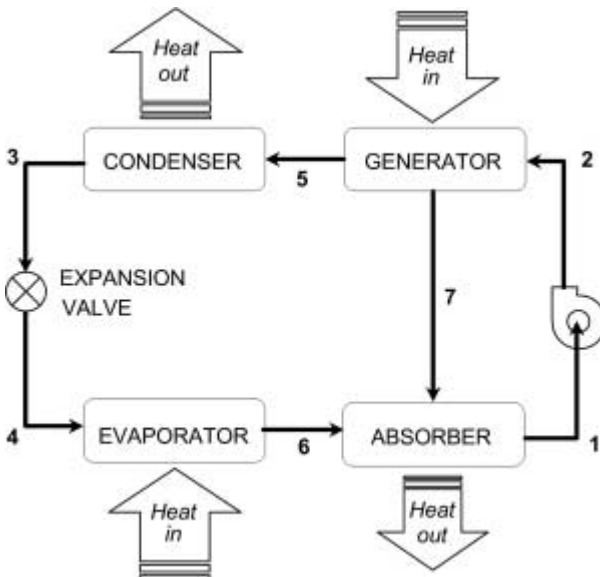 Heat
out
Heat
in
3
CONDENSER
5
GENERATOR
2
EXPANSION
VALVE
7
4
EVAPORATOR
6
ABSORBER
1
Heat
in
Heat
out